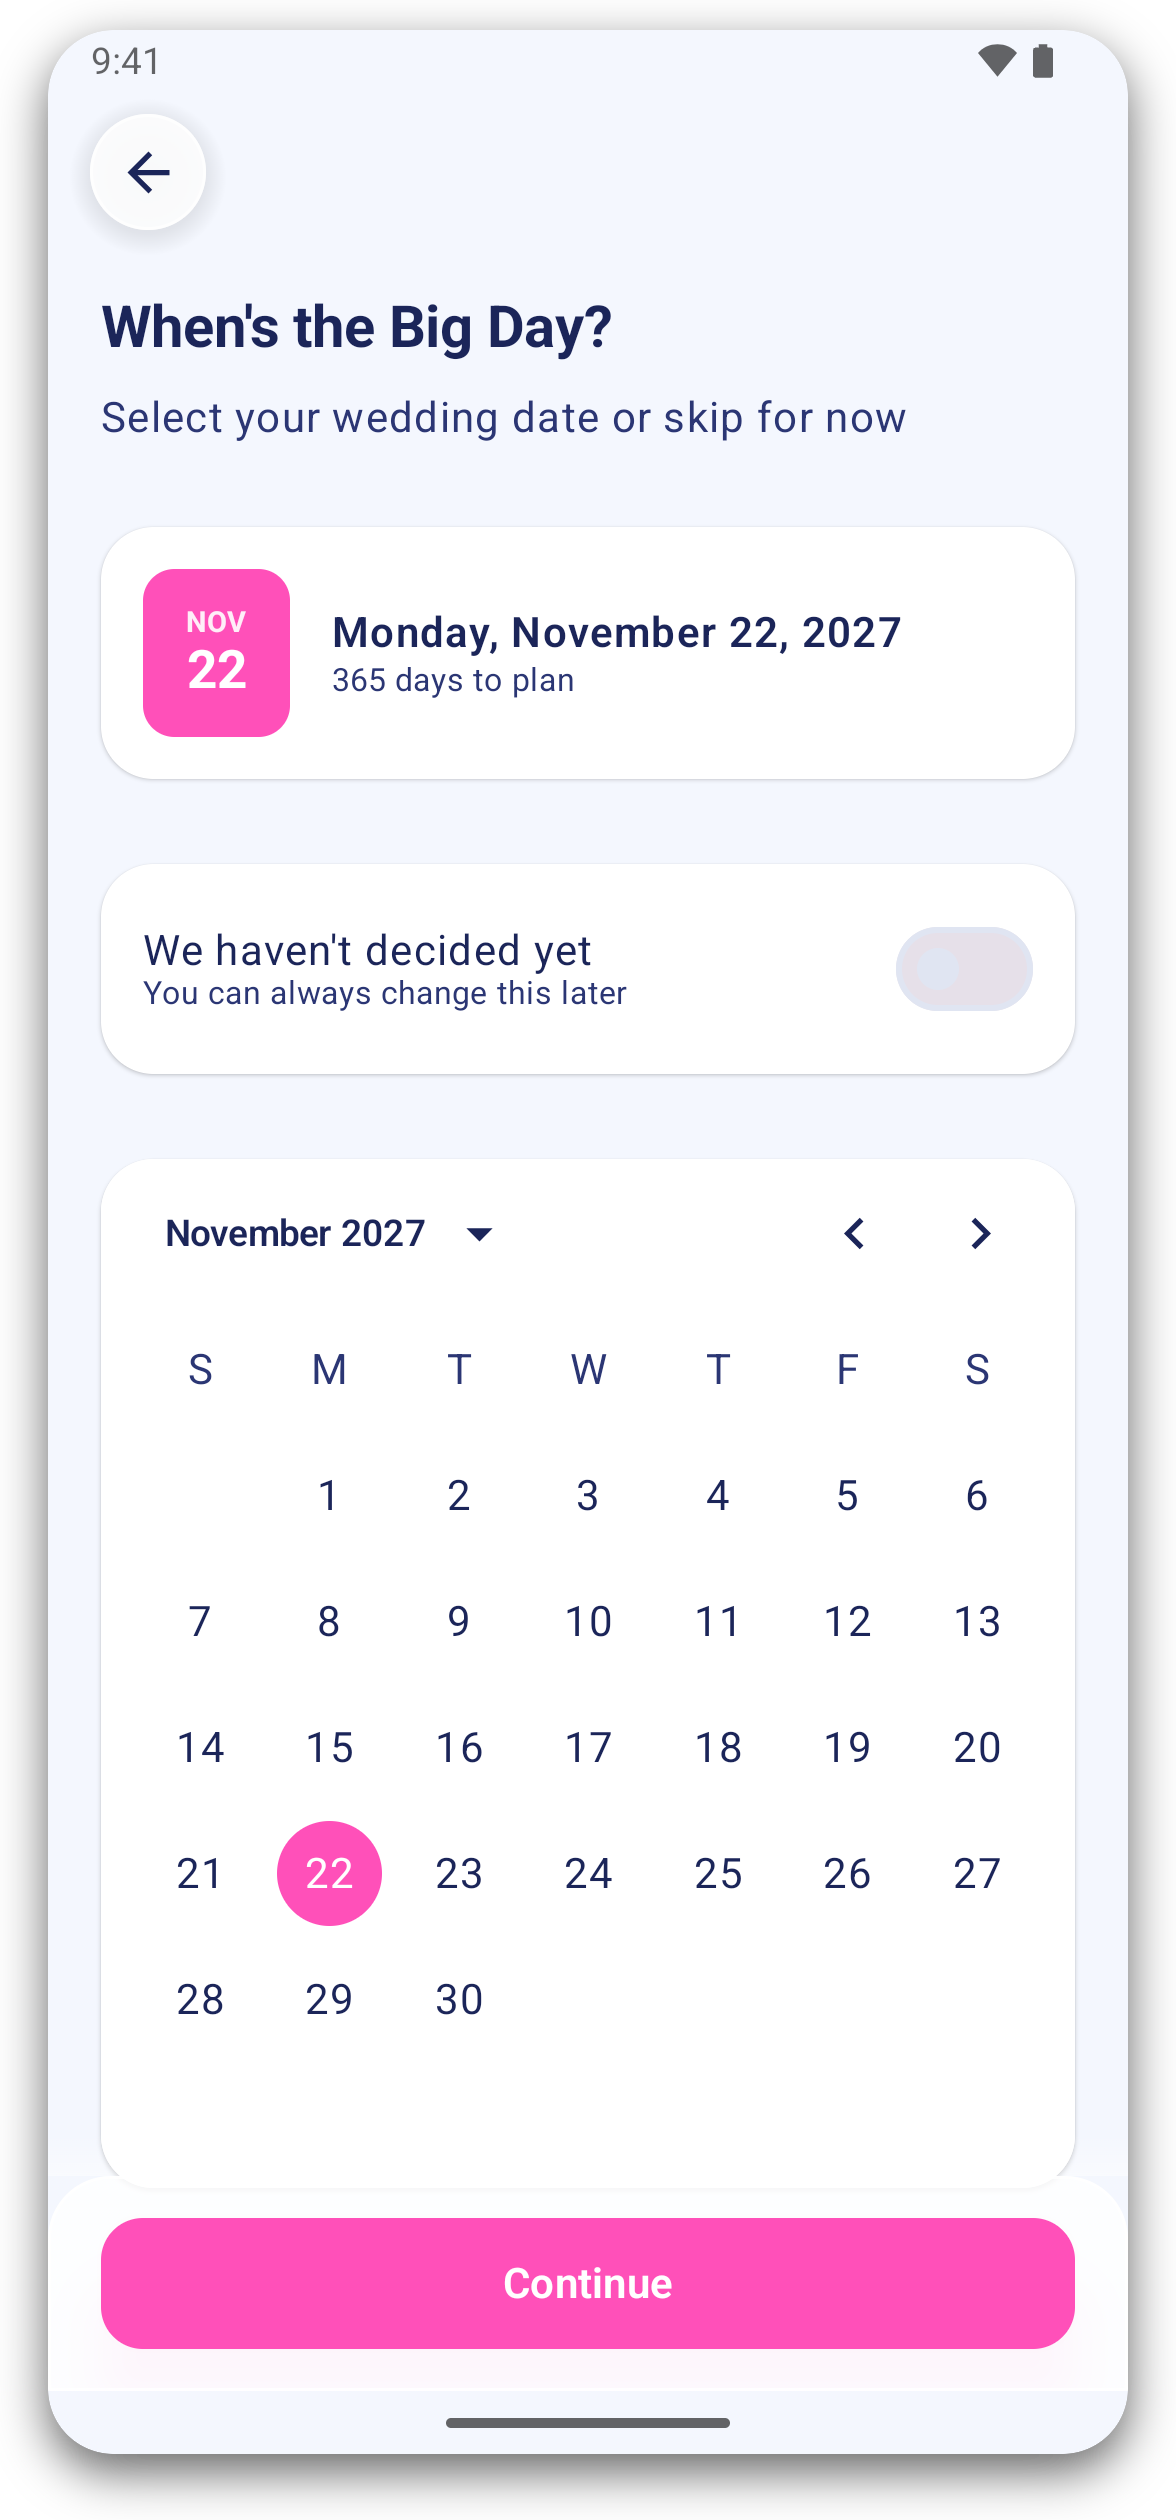 9:41
When's the Big Day?
Select your wedding date or skip for now
NOV
22
Monday, November 22, 2027
365 days to plan
We haven't decided yet
You can always change this later
November 2027
S M T W T F S
1 2 3 4 5 6
7 8 9 10 11 12 13
14 15 16 17 18 19 20
21 22 23 24 25 26 27
28 29 30
Continue